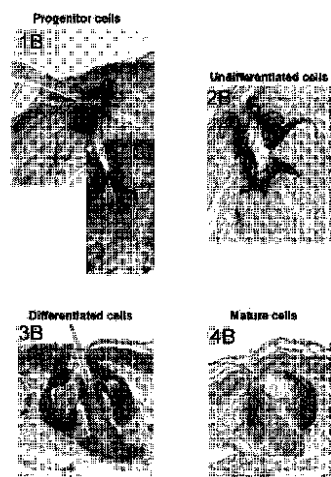 Progenitor cells
1B
Undifferentiated cells
2B
Differentiated cells
3B
Mature cells
4B